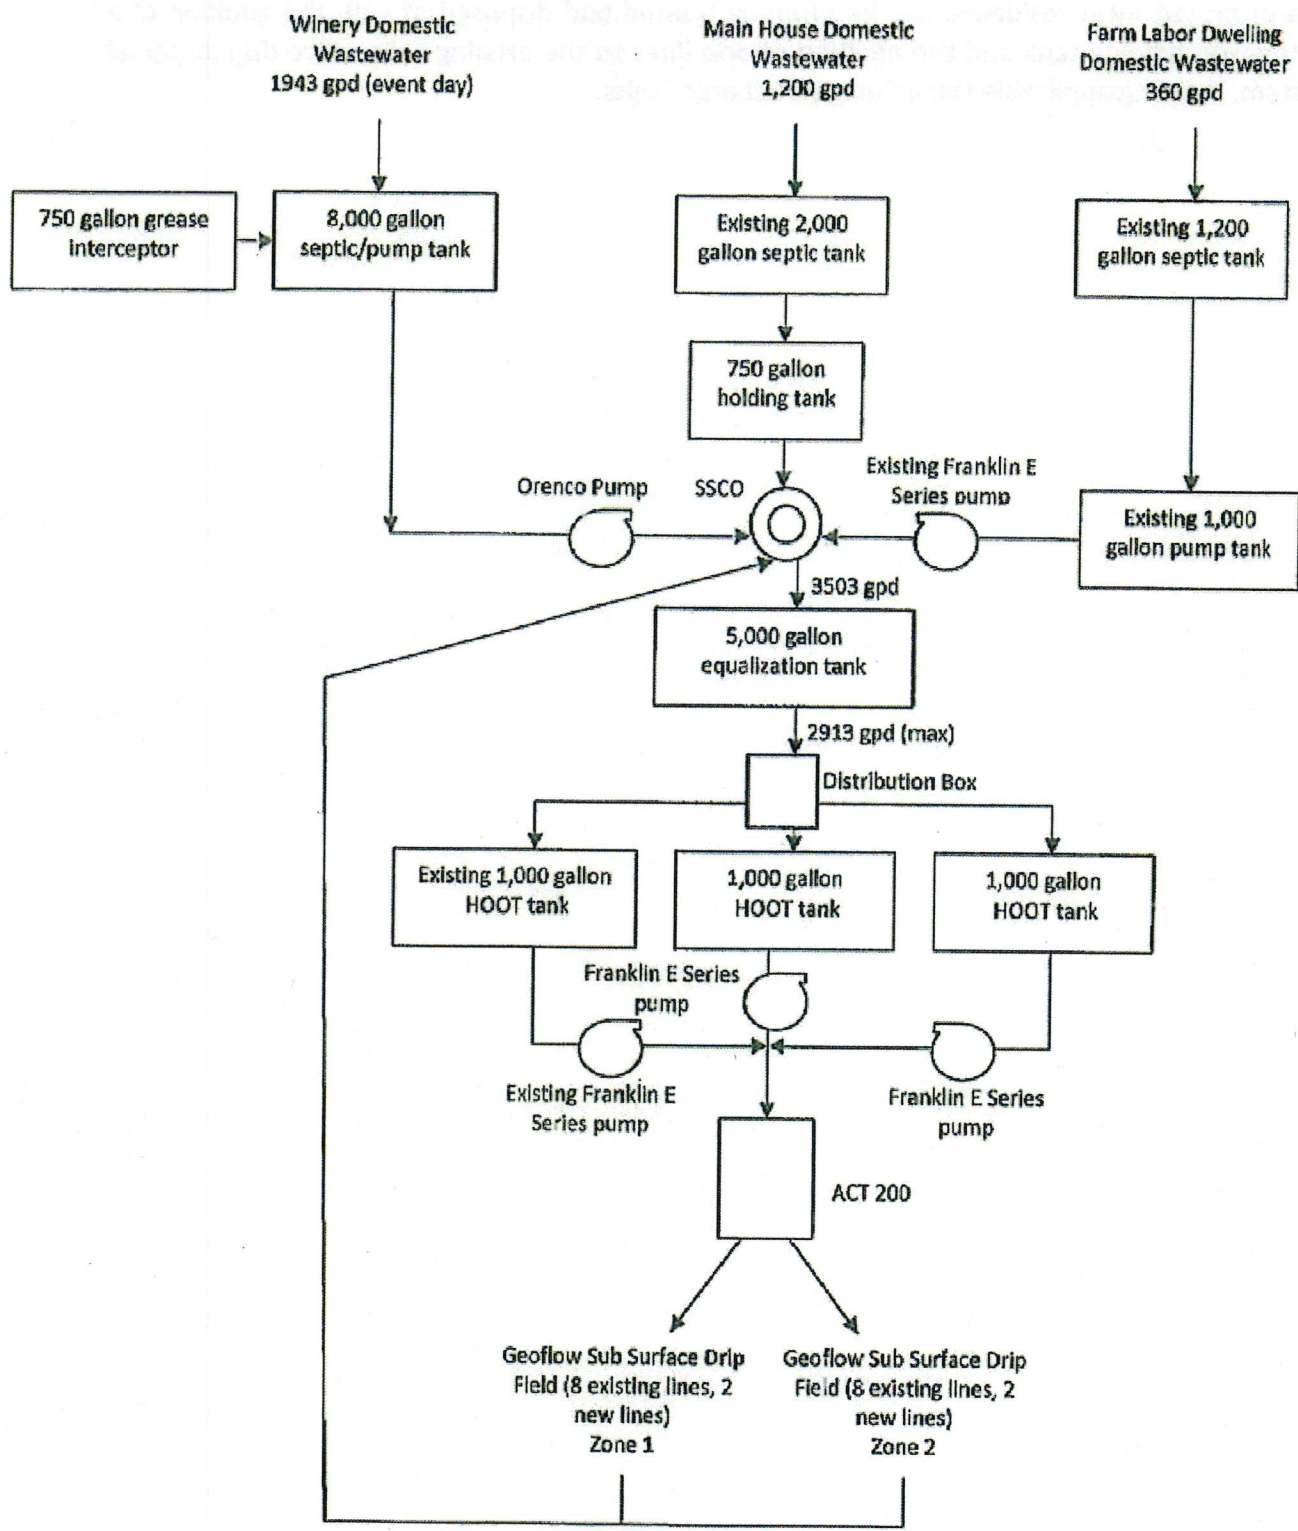 Winery Domestic
Wastewater
1943 gpd (event day)
Main House Domestic
Wastewater
1,200 gpd
Farm Labor Dwelling
Domestic Wastewater
360 gpd
750 gallon grease
interceptor
8,000 gallon
septic/pump tank
Existing 2,000
gallon septic tank
Existing 1,200
gallon septic tank
750 gallon
holding tank
Orenco Pump
SSCO
Existing Franklin E
Series pump
Existing 1,000
gallon pump tank
3503 gpd
5,000 gallon
equalization tank
2913 gpd (max)
Distribution Box
Existing 1,000 gallon
HOOT tank
1,000 gallon
HOOT tank
1,000 gallon
HOOT tank
Franklin E Series
pump
Existing Franklin E
Series pump
Franklin E Series
pump
ACT 200
Geoflow Sub Surface Drip
Field (8 existing lines, 2
new lines)
Zone 1
Geoflow Sub Surface Drip
Field (8 existing lines, 2
new lines)
Zone 2